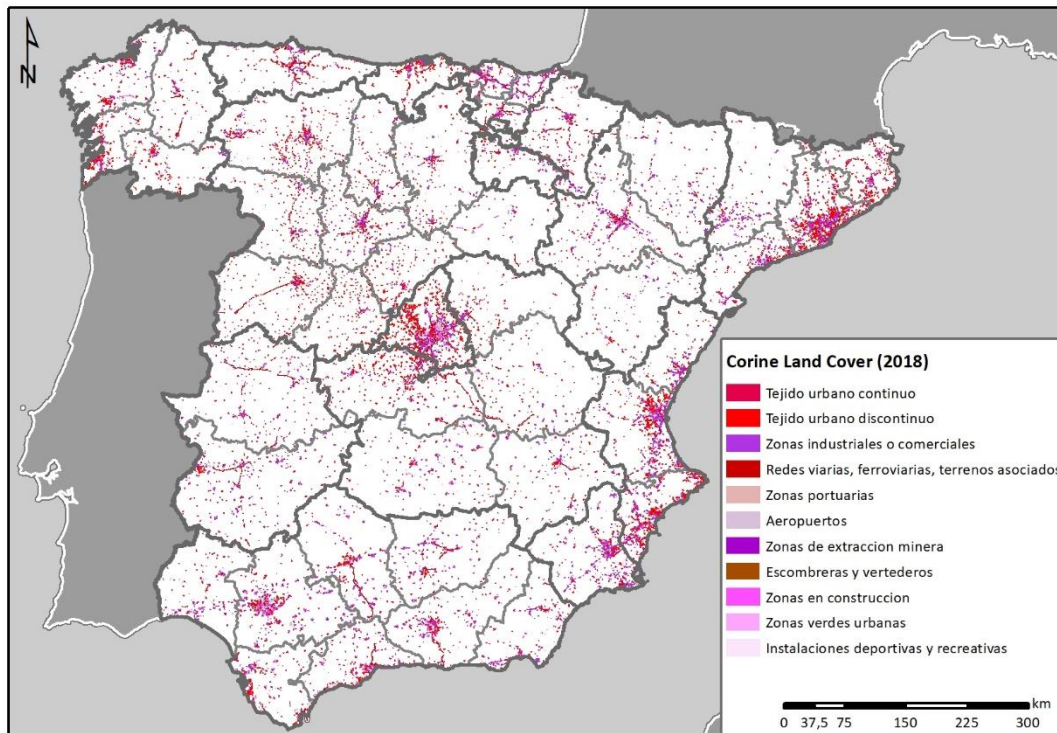 N
Corine Land Cover (2018)
Tejido urbano continuo
Tejido urbano discontinuo
Zonas industriales o comerciales
Redes viarias, ferroviarias, terrenos asociados
Zonas portuarias
Aeropuertos
Zonas de extraccion minera
Escombreras y vertederos
Zonas en construccion
Zonas verdes urbanas
Instalaciones deportivas y recreativas
km
0 37,5 75 150 225 300